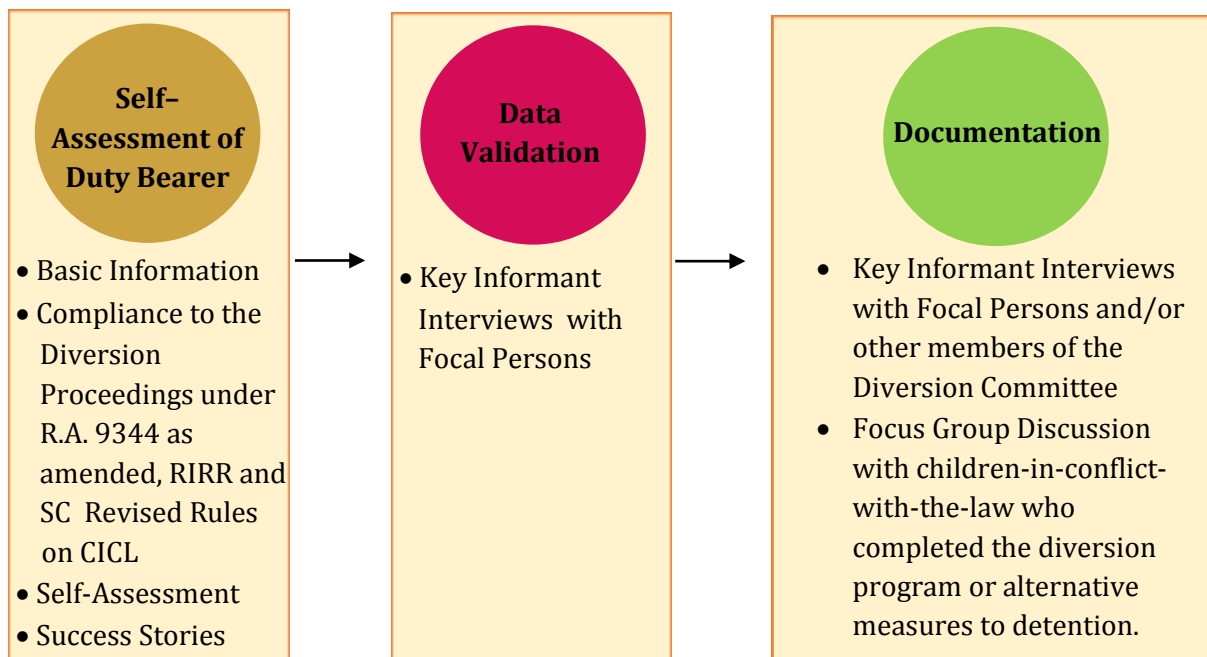 Self–
Assessment of
Duty Bearer
• Basic Information
• Compliance to the
Diversion
Proceedings under
R.A. 9344 as
amended, RIRR and
SC Revised Rules
on CICL
• Self-Assessment
• Success Stories
Data
Validation
• Key Informant
Interviews with
Focal Persons
Documentation
• Key Informant Interviews
with Focal Persons and/or
other members of the
Diversion Committee
• Focus Group Discussion
with children-in-conflict-
with-the-law who
completed the diversion
program or alternative
measures to detention.